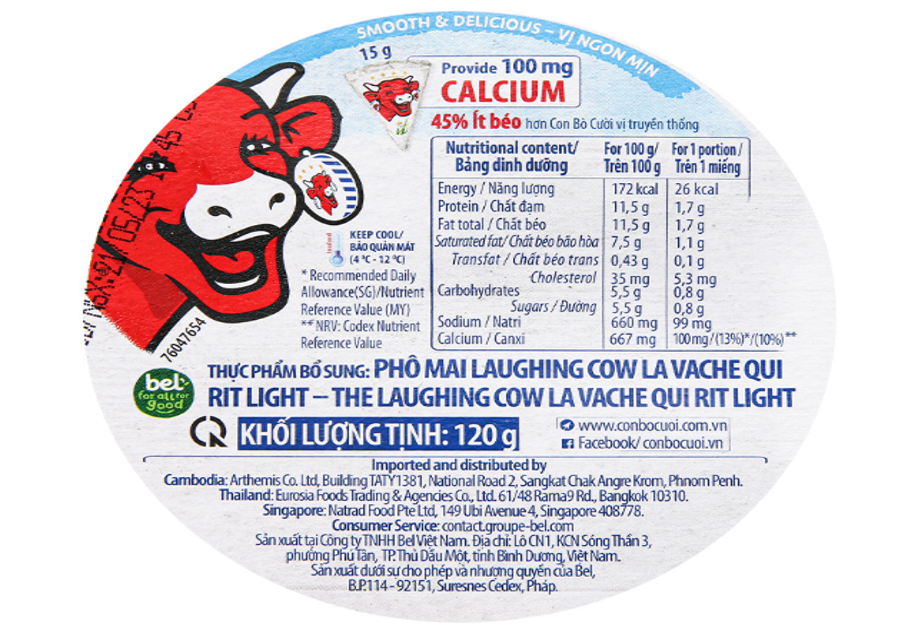 SMOOTH & DELICIOUS – VỊ NGON MỊN
15 g
Provide 100 mg
CALCIUM
45% Ít béo hơn Con Bò Cười vị truyền thống
Nutritional content/ Bảng dinh dưỡng For 100 g/ Trên 100 g For 1 portion/ Trên 1 miếng
Energy / Năng lượng 172 kcal 26 kcal
Protein / Chất đạm 11,5 g 1,7 g
Fat total / Chất béo 11,5 g 1,7 g
Saturated fat/ Chất béo bão hòa 7,5 g 1,1 g
Transfat / Chất béo trans 0,43 g 0,1 g
Cholesterol 35 mg 5,3 mg
Carbohydrates 5,5 g 0,8 g
Sugars / Đường 5,5 g 0,8 g
Sodium / Natri 660 mg 99 mg
Calcium / Canxi 667 mg 100mg/(13%)*/(10%)**
KEEP COOL/
BẢO QUẢN MÁT
(4 °C - 12 °C)
* Recommended Daily
Allowance(SG)/Nutrient
Reference Value (MY)
** NRV: Codex Nutrient
Reference Value
76047654
bel
for all for
good
THỰC PHẨM BỔ SUNG: PHÔ MAI LAUGHING COW LA VACHE QUI
RIT LIGHT – THE LAUGHING COW LA VACHE QUI RIT LIGHT
KHỐI LƯỢNG TỊNH: 120 g
www.conbocuoi.com.vn
Facebook/ conbocuoi.vn
Imported and distributed by
Cambodia: Arthemis Co. Ltd, Building TATY1381, National Road 2, Sangkat Chak Angre Krom, Phnom Penh.
Thailand: Eurosia Foods Trading & Agencies Co., Ltd. 61/48 Rama9 Rd., Bangkok 10310.
Singapore: Natrad Food Pte Ltd, 149 Ubi Avenue 4, Singapore 408778.
Consumer Service: contact.groupe-bel.com
Sản xuất tại Công ty TNHH Bel Việt Nam. Địa chỉ: Lô CN1, KCN Sóng Thần 3,
phường Phú Tân, TP. Thủ Dầu Một, tỉnh Bình Dương, Việt Nam.
Sản xuất dưới sự cho phép và nhượng quyền của Bel,
B.P.114 - 92151, Suresnes Cedex, Pháp.